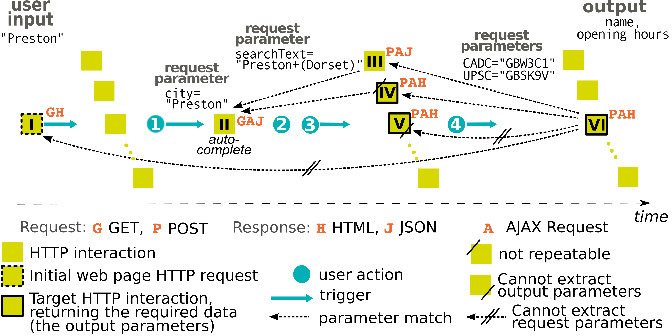 user
input
"Preston"
output
name,
opening hours
request
parameter
searchText=
"Preston+(Dorset)"
request
parameter
city=
"Preston"
request
parameters
CADC="GBW3C1"
UPSC="GBSK9V"
PAJ
III
PAH
IV
I
GH
1
II
GAJ
auto-
complete
2
3
V
PAH
4
VI
PAH
time
Request: G GET, P POST
Response: H HTML, J JSON
A AJAX Request
HTTP interaction
Initial web page HTTP request
Target HTTP interaction,
returning the required data
(the output parameters)
user action
trigger
parameter match
not repeatable
Cannot extract
output parameters
Cannot extract
request parameters